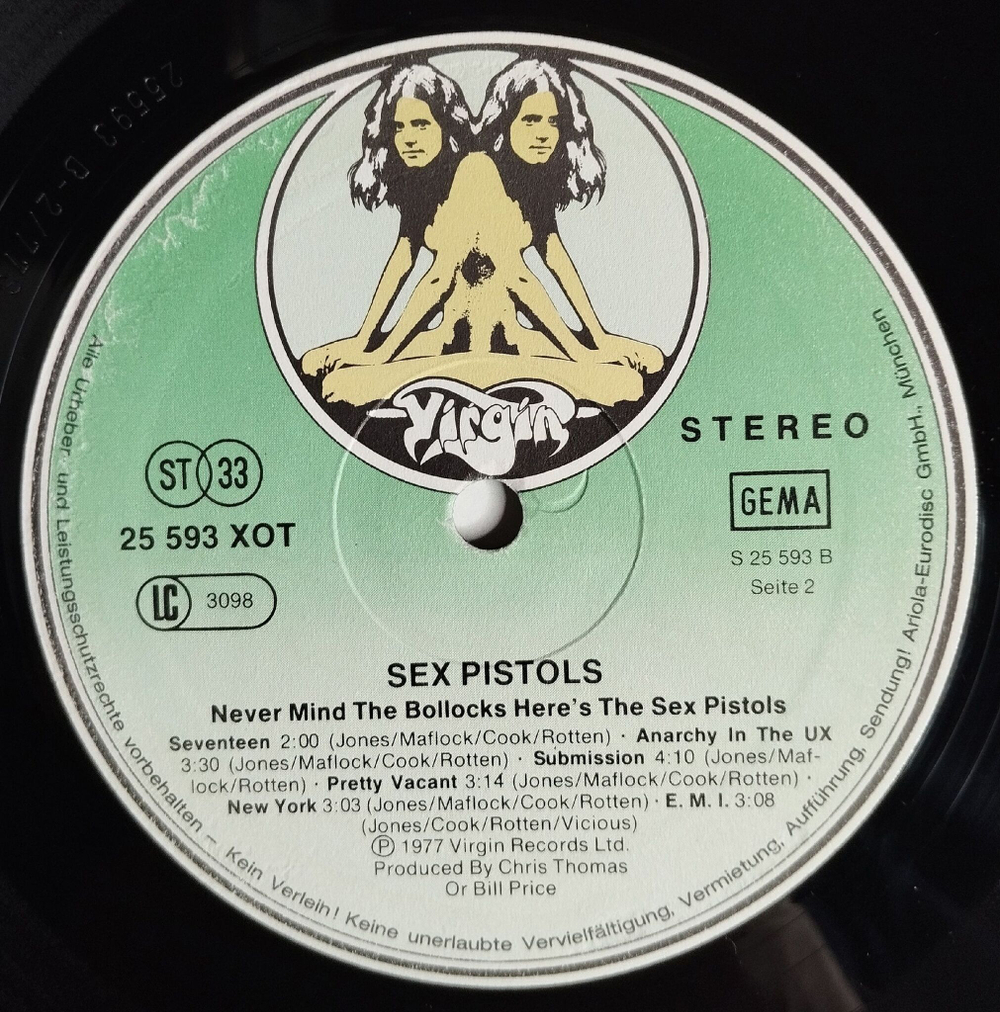 25593 B-2/77
Virgin
STEREO
ST 33
GEMA
25 593 XOT
S 25 593 B
Seite 2
LC 3098
SEX PISTOLS
Never Mind The Bollocks Here's The Sex Pistols
Seventeen 2:00 (Jones/Maflock/Cook/Rotten) · Anarchy In The UX
3:30 (Jones/Maflock/Cook/Rotten) · Submission 4:10 (Jones/Maf-
lock/Rotten) · Pretty Vacant 3:14 (Jones/Maflock/Cook/Rotten) ·
New York 3:03 (Jones/Maflock/Cook/Rotten) · E. M. I. 3:08
(Jones/Cook/Rotten/Vicious)
Ⓟ 1977 Virgin Records Ltd.
Produced By Chris Thomas
Or Bill Price
Alle Urheber- und Leistungsschutzrechte vorbehalten – Kein Verleih! Keine unerlaubte Vervielfältigung, Vermietung, Aufführung, Sendung! Ariola-Eurodisc GmbH., München